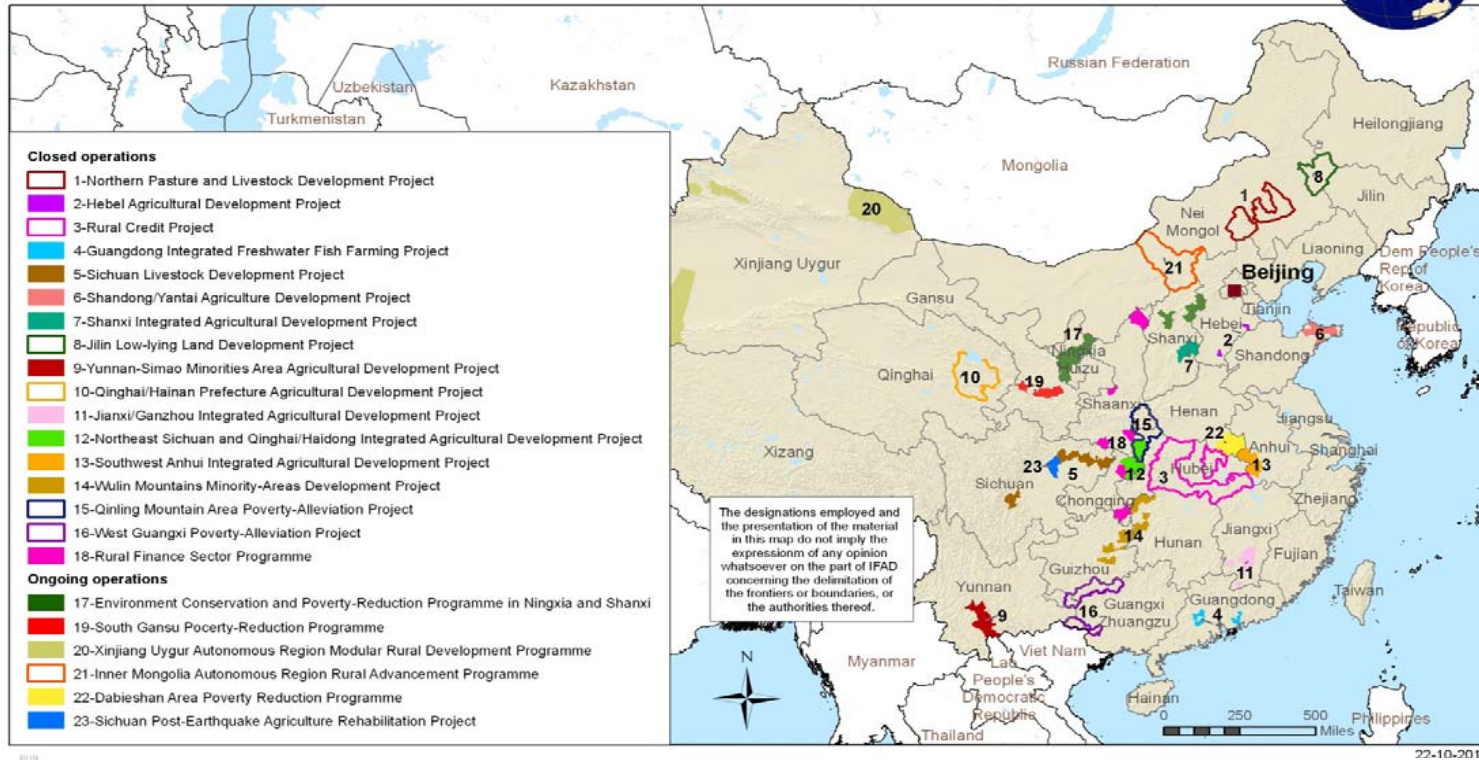 Uzbekistan
Kazakhstan
Turkmenistan
Russian Federation
Mongolia
Heilongjiang
Jilin
Nei
Mongol
Liaoning
Dem People's
Rep of
Korea
Republic
of Korea
Xinjiang Uygur
Gansu
Beijing
Tianjin
Hebei
Shanxi
Shandong
Ningxia
Huizu
Qinghai
Shaanxi
Henan
Jiangsu
Anhui
Shanghai
Xizang
Sichuan
Hubei
Chongqing
Zhejiang
Jiangxi
Hunan
Fujian
Guizhou
Yunnan
Guangxi
Zhuangzu
Guangdong
Taiwan
Hainan
Myanmar
Viet Nam
Lao
People's
Democratic
Republic
Thailand
Philippines
1
8
20
21
17
2
6
7
10
19
15
18
22
13
23
5
12
3
14
11
16
9
4
Closed operations
1-Northern Pasture and Livestock Development Project
2-Hebei Agricultural Development Project
3-Rural Credit Project
4-Guangdong Integrated Freshwater Fish Farming Project
5-Sichuan Livestock Development Project
6-Shandong/Yantai Agriculture Development Project
7-Shanxi Integrated Agricultural Development Project
8-Jilin Low-lying Land Development Project
9-Yunnan-Simao Minorities Area Agricultural Development Project
10-Qinghai/Hainan Prefecture Agricultural Development Project
11-Jianxi/Ganzhou Integrated Agricultural Development Project
12-Northeast Sichuan and Qinghai/Haidong Integrated Agricultural Development Project
13-Southwest Anhui Integrated Agricultural Development Project
14-Wulin Mountains Minority-Areas Development Project
15-Qinling Mountain Area Poverty-Alleviation Project
16-West Guangxi Poverty-Alleviation Project
18-Rural Finance Sector Programme
Ongoing operations
17-Environment Conservation and Poverty-Reduction Programme in Ningxia and Shanxi
19-South Gansu Pocerty-Reduction Programme
20-Xinjiang Uygur Autonomous Region Modular Rural Development Programme
21-Inner Mongolia Autonomous Region Rural Advancement Programme
22-Dabieshan Area Poverty Reduction Programme
23-Sichuan Post-Earthquake Agriculture Rehabilitation Project
The designations employed and
the presentation of the material
in this map do not imply the
expressionm of any opinion
whatsoever on the part of IFAD
concerning the delimitation of
the frontiers or boundaries, or
the authorities thereof.
N
0 250 500
Miles
22-10-201